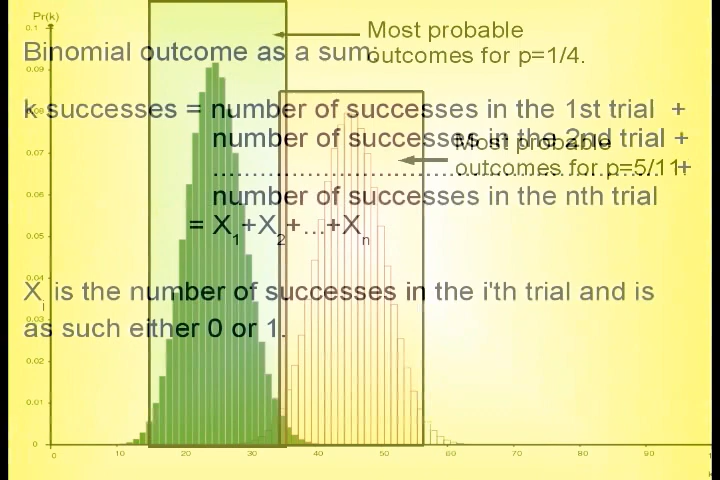 Pr(k)
0.1
Most probable
outcomes for p=1/4.
Binomial outcome as a sum:
0.09
k successes = number of successes in the 1st trial +
0.08
number of successes in the 2nd trial +
Most probable
outcomes for p=5/11
0.07
+
0.06
number of successes in the nth trial
0.05
= X1+X2+...+Xn
0.04
Xi is the number of successes in the i'th trial and is
0.03
as such either 0 or 1.
0.02
0.01
0
0 10 20 30 40 50 60 70 80 90